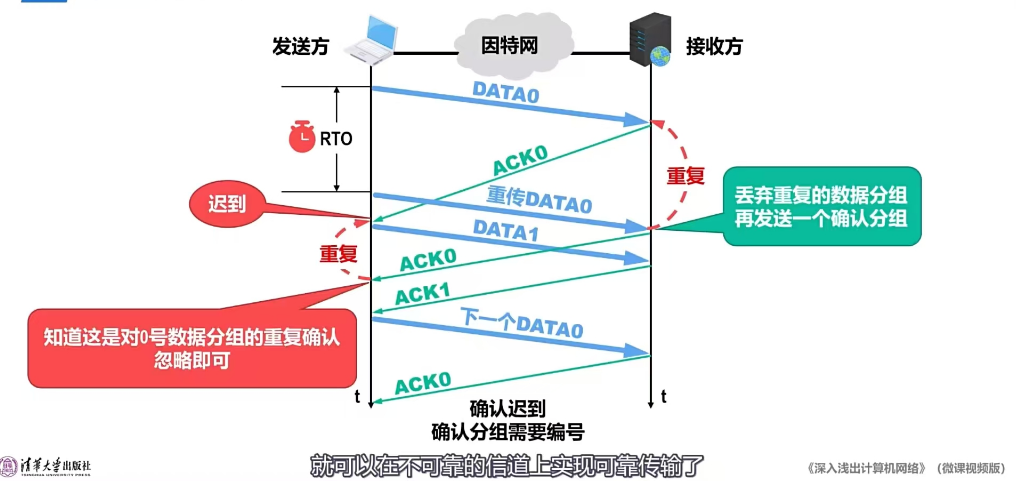 发送方
因特网
接收方
DATA0
RTO
ACK0
重复
丢弃重复的数据分组
再发送一个确认分组
迟到
重传DATA0
DATA1
重复
ACK0
ACK1
知道这是对0号数据分组的重复确认
忽略即可
下一个DATA0
ACK0
t
t
确认迟到
确认分组需要编号
就可以在不可靠的信道上实现可靠传输了
清华大学出版社
TSINGHUA UNIVERSITY PRESS
《深入浅出计算机网络》（微课视频版）